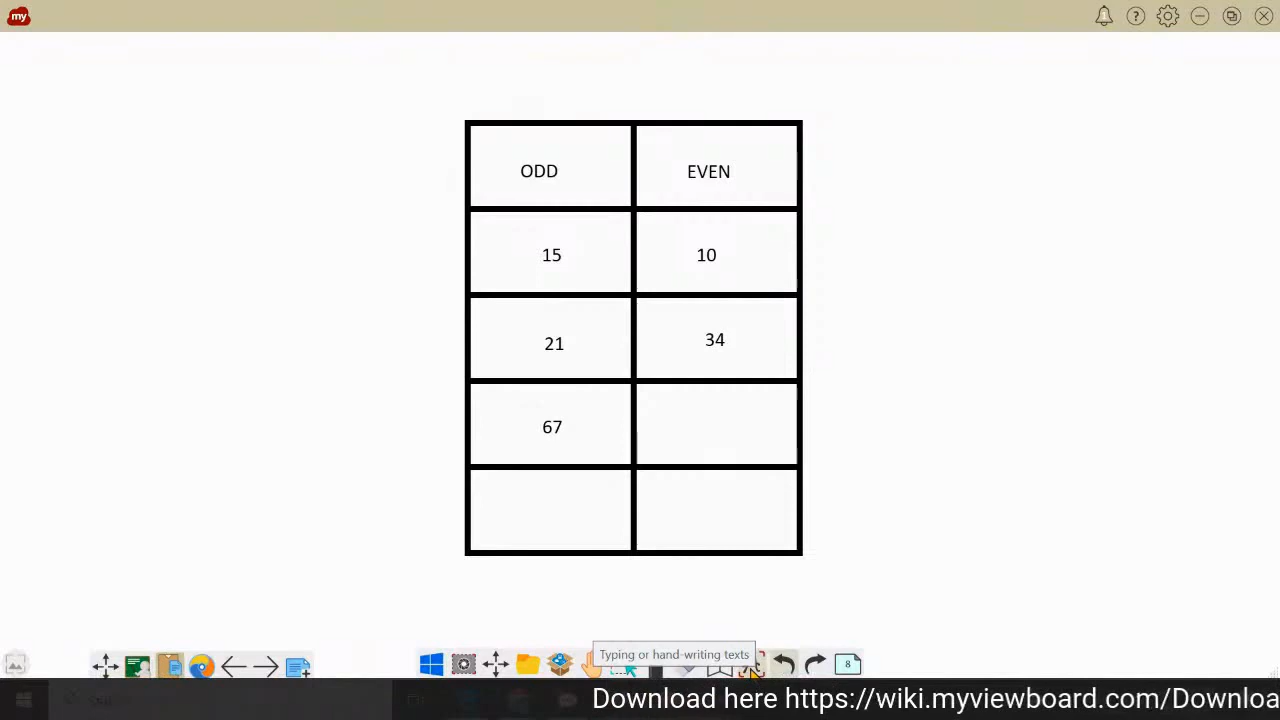 my
ODD EVEN
15 10
21 34
67
Typing or hand-writing texts
8
Download here https://wiki.myviewboard.com/Downloa